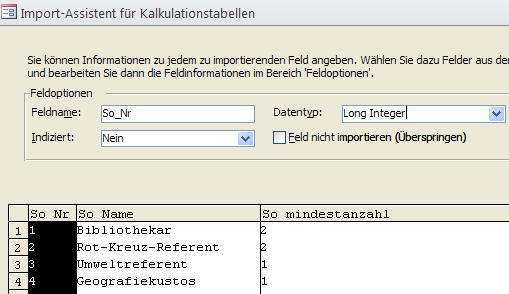 Import-Assistent für Kalkulationstabellen
Sie können Informationen zu jedem zu importierenden Feld angeben. Wählen Sie dazu Felder aus
und bearbeiten Sie dann die Feldinformationen im Bereich 'Feldoptionen'.
Feldoptionen
Feldname: So_Nr Datentyp: Long Integer
Indiziert: Nein Feld nicht importieren (Überspringen)
So Nr So Name So mindestanzahl
1 1 Bibliothekar 2
2 2 Rot-Kreuz-Referent 2
3 3 Umweltreferent 1
4 4 Geografiekustos 1